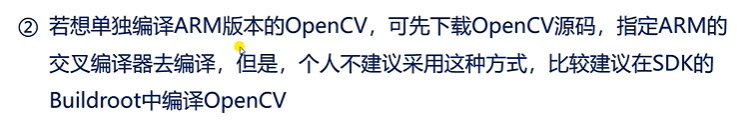 ② 若想单独编译ARM版本的OpenCV，可先下载OpenCV源码，指定ARM的
交叉编译器去编译，但是，个人不建议采用这种方式，比较建议在SDK的
Buildroot中编译OpenCV